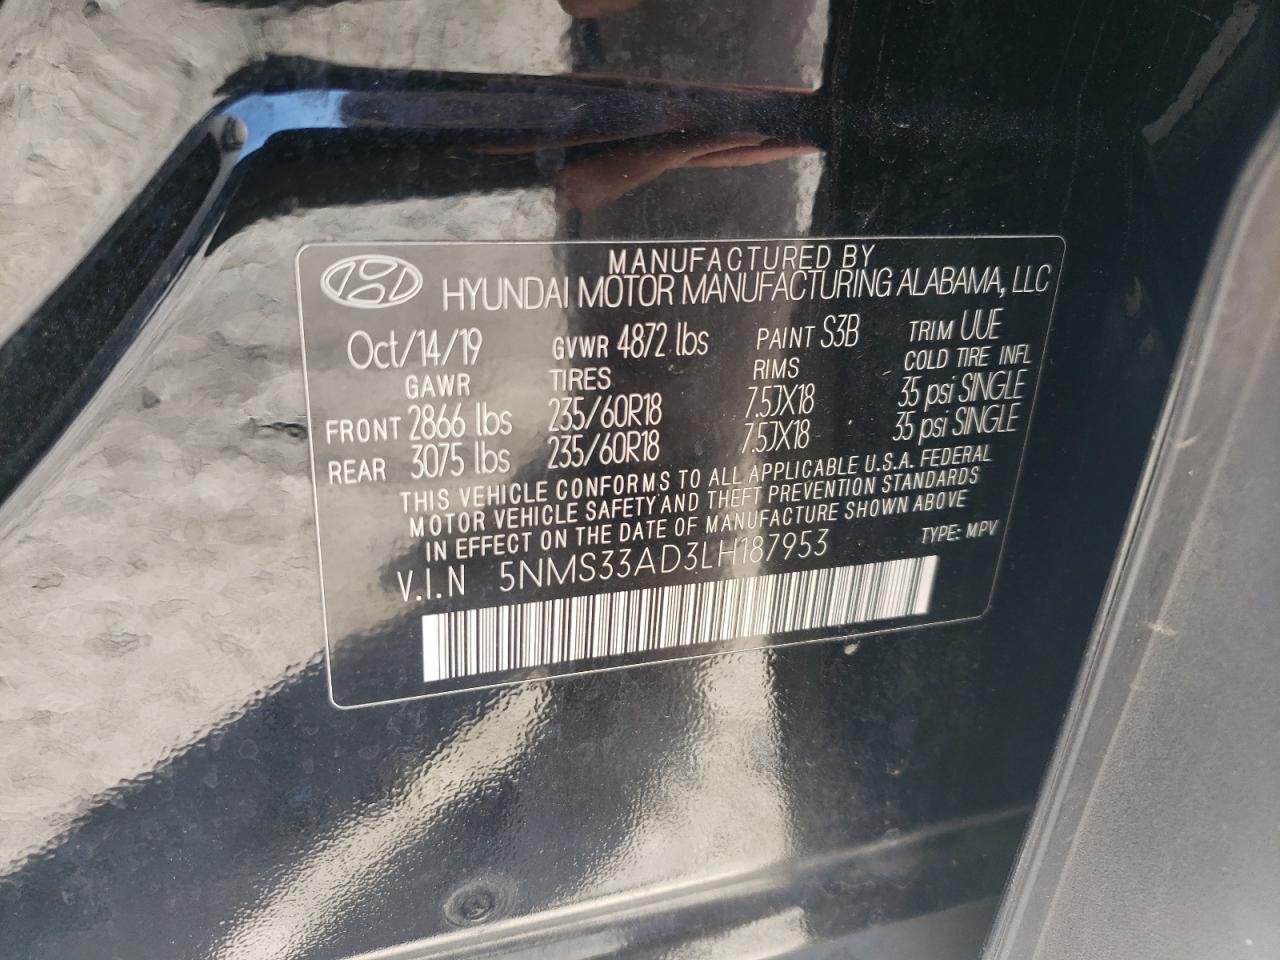 MANUFACTURED BY
HYUNDAI MOTOR MANUFACTURING ALABAMA, LLC
Oct/14/19 GVWR 4872 lbs PAINT S3B TRIM UUE
GAWR TIRES RIMS COLD TIRE INFL
FRONT 2866 lbs 235/60R18 7.5JX18 35 psi SINGLE
REAR 3075 lbs 235/60R18 7.5JX18 35 psi SINGLE
THIS VEHICLE CONFORMS TO ALL APPLICABLE U.S.A. FEDERAL
MOTOR VEHICLE SAFETY AND THEFT PREVENTION STANDARDS
IN EFFECT ON THE DATE OF MANUFACTURE SHOWN ABOVE
V.I.N 5NMS33AD3LH187953 TYPE: MPV